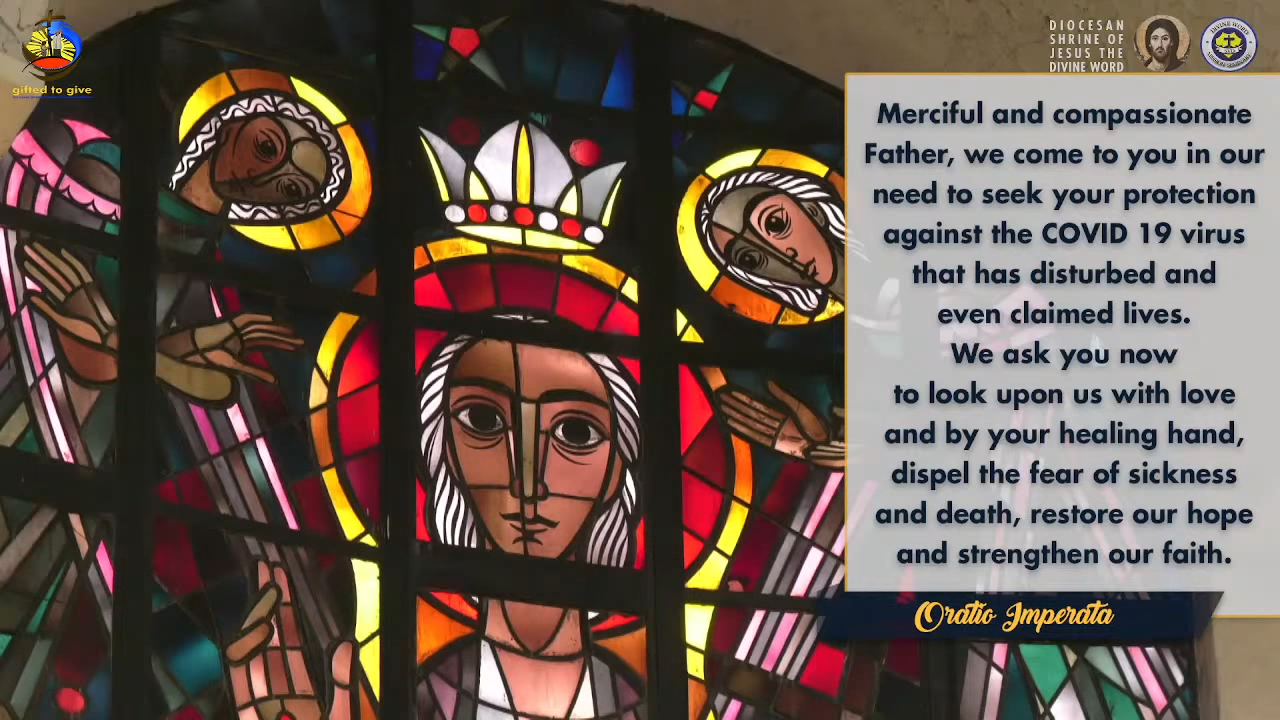 gifted to give
DIOCESAN
SHRINE OF
JESUS THE
DIVINE WORD
Merciful and compassionate
Father, we come to you in our
need to seek your protection
against the COVID 19 virus
that has disturbed and
even claimed lives.
We ask you now
to look upon us with love
and by your healing hand,
dispel the fear of sickness
and death, restore our hope
and strengthen our faith.
Oratio Imperata